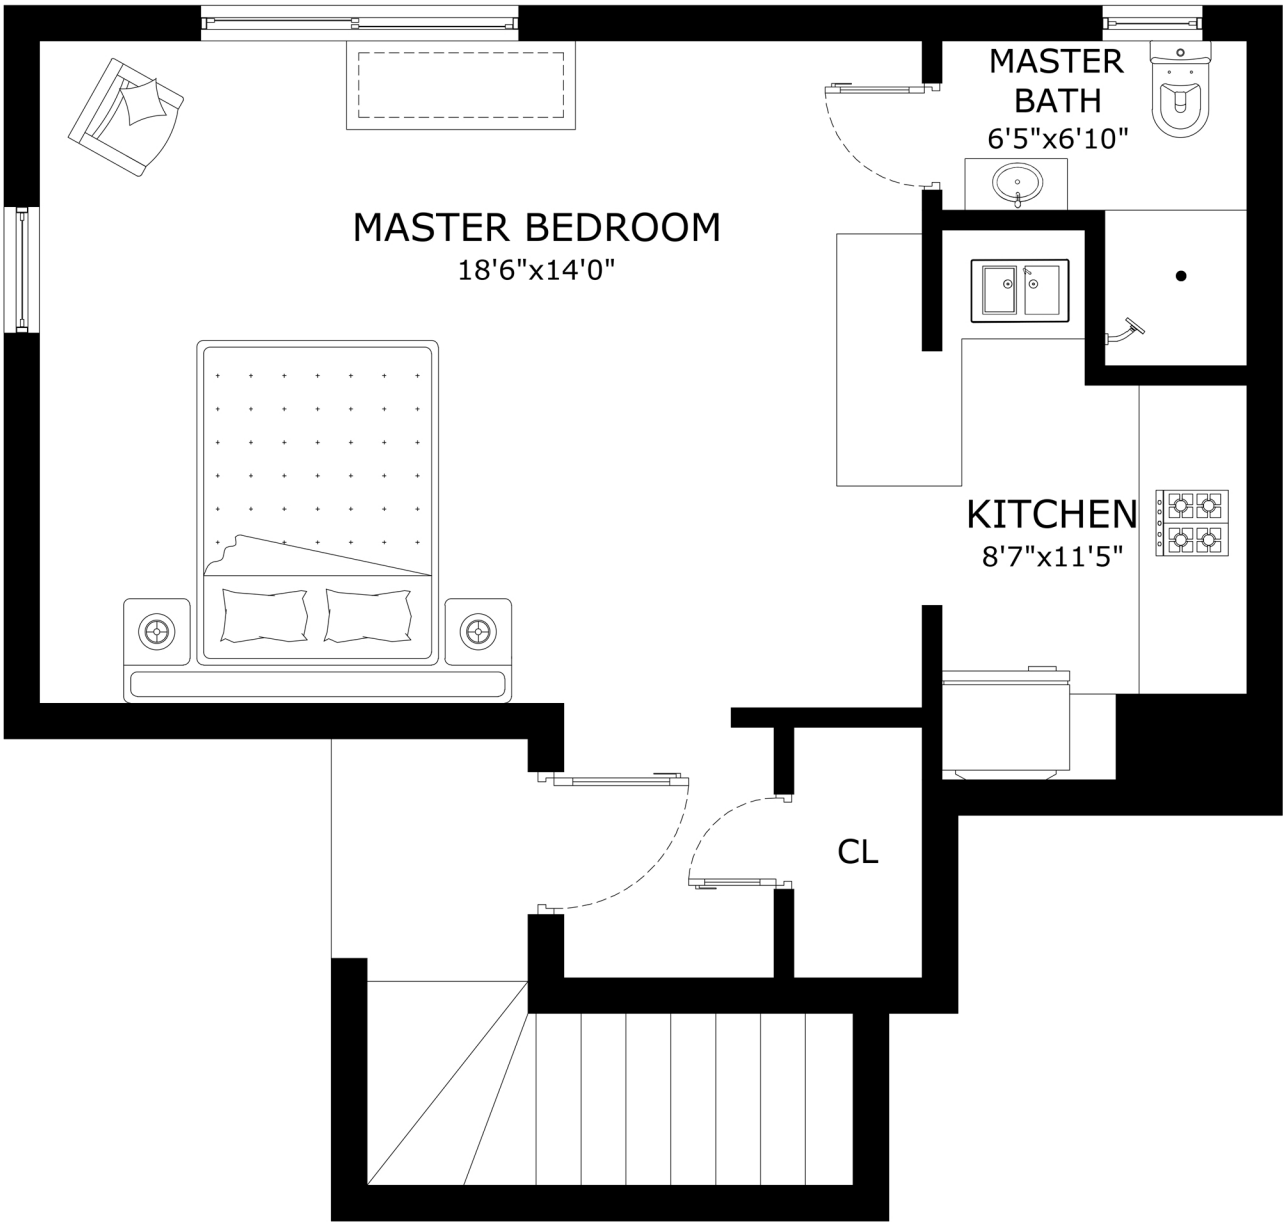 MASTER
BATH
6'5"x6'10"
MASTER BEDROOM
18'6"x14'0"
KITCHEN
8'7"x11'5"
CL